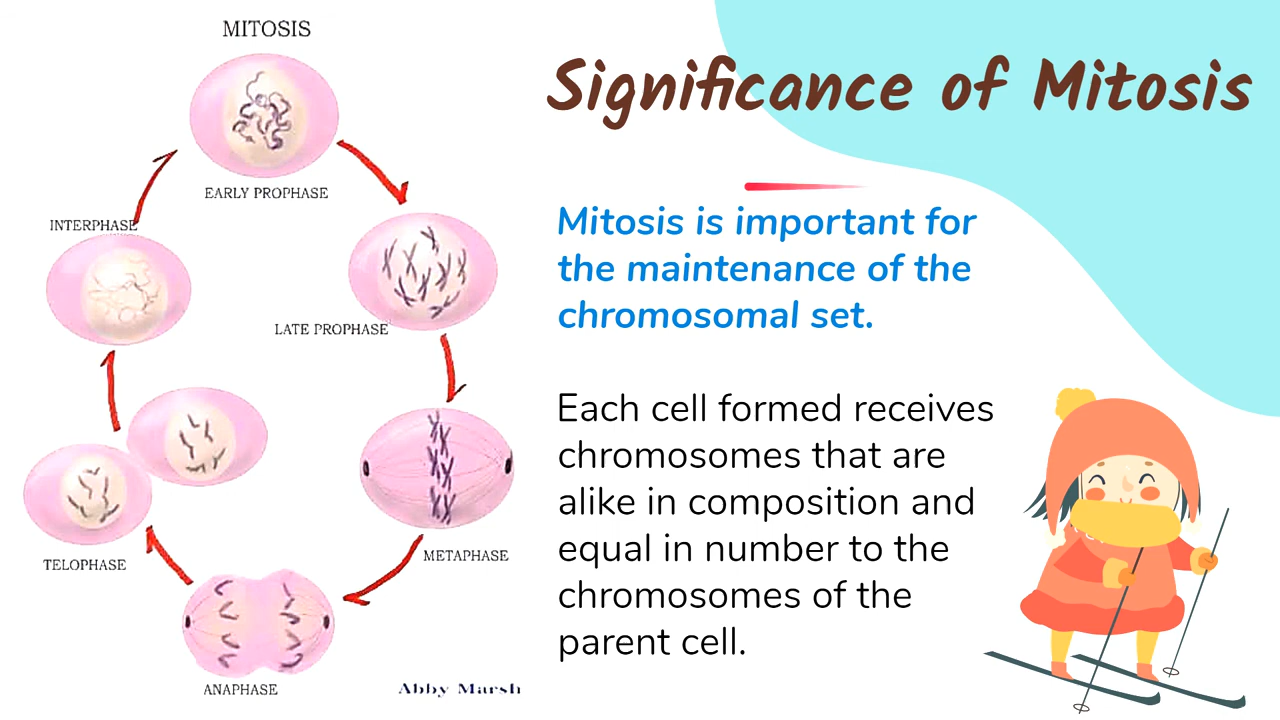 MITOSIS
EARLY PROPHASE
INTERPHASE
LATE PROPHASE
METAPHASE
TELOPHASE
ANAPHASE
Abby Marsh
Significance of Mitosis
Mitosis is important for
the maintenance of the
chromosomal set.
Each cell formed receives
chromosomes that are
alike in composition and
equal in number to the
chromosomes of the
parent cell.